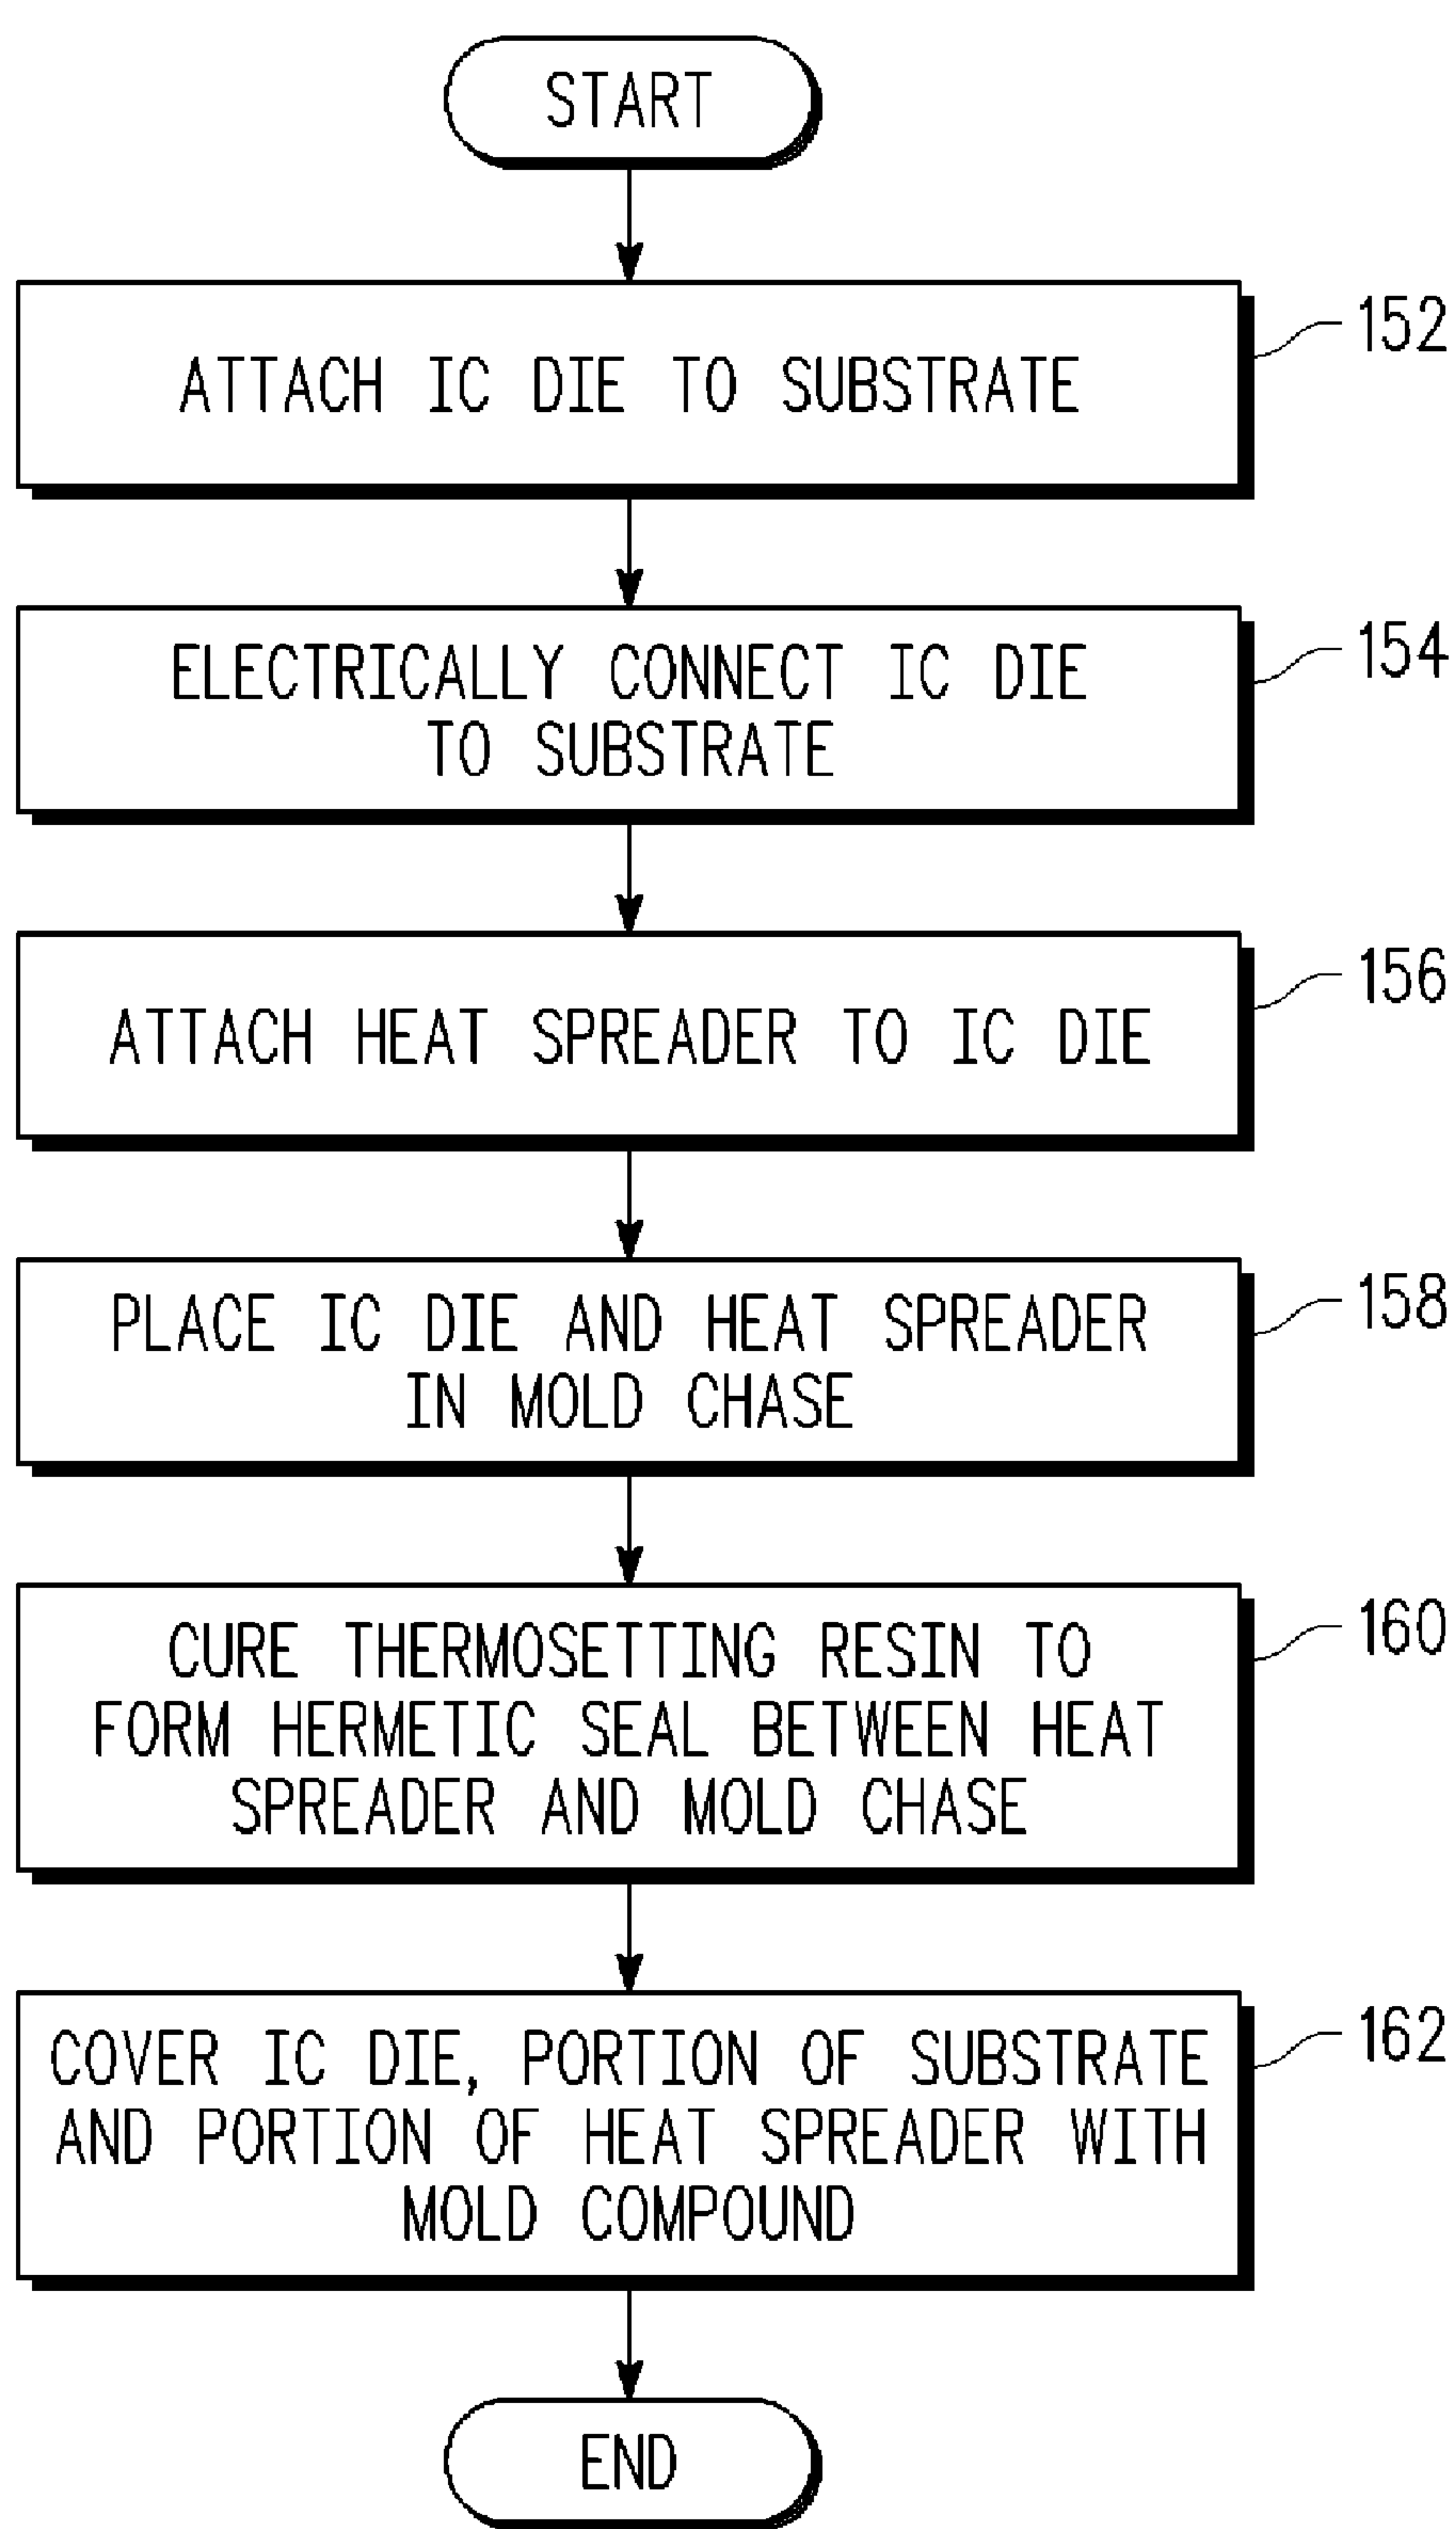 START
152
ATTACH IC DIE TO SUBSTRATE
154
ELECTRICALLY CONNECT IC DIE
TO SUBSTRATE
156
ATTACH HEAT SPREADER TO IC DIE
158
PLACE IC DIE AND HEAT SPREADER
IN MOLD CHASE
160
CURE THERMOSETTING RESIN TO
FORM HERMETIC SEAL BETWEEN HEAT
SPREADER AND MOLD CHASE
162
COVER IC DIE, PORTION OF SUBSTRATE
AND PORTION OF HEAT SPREADER WITH
MOLD COMPOUND
END